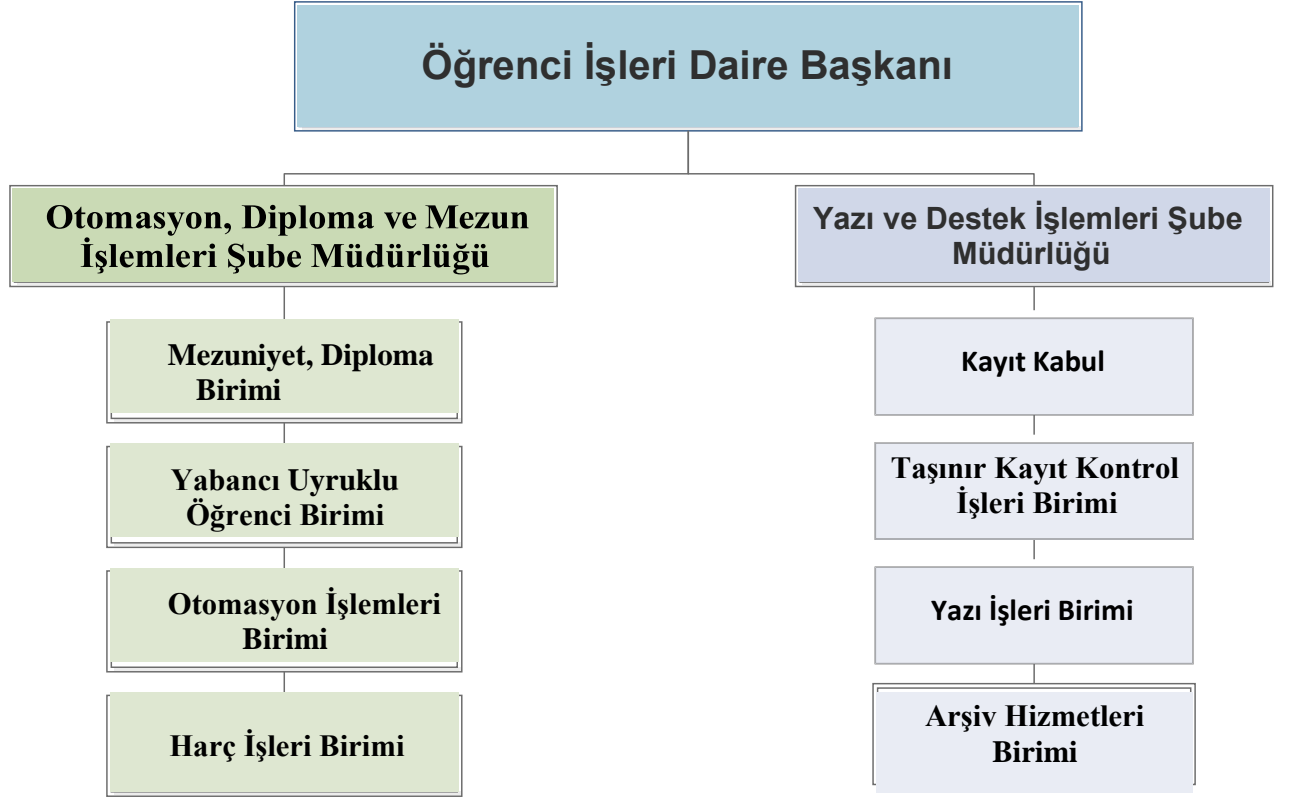 Öğrenci İşleri Daire Başkanı
Otomasyon, Diploma ve Mezun
İşlemleri Şube Müdürlüğü
Mezuniyet, Diploma
Birimi
Yabancı Uyruklu
Öğrenci Birimi
Otomasyon İşlemleri
Birimi
Harç İşleri Birimi
Yazı ve Destek İşlemleri Şube
Müdürlüğü
Kayıt Kabul
Taşınır Kayıt Kontrol
İşleri Birimi
Yazı İşleri Birimi
Arşiv Hizmetleri
Birimi